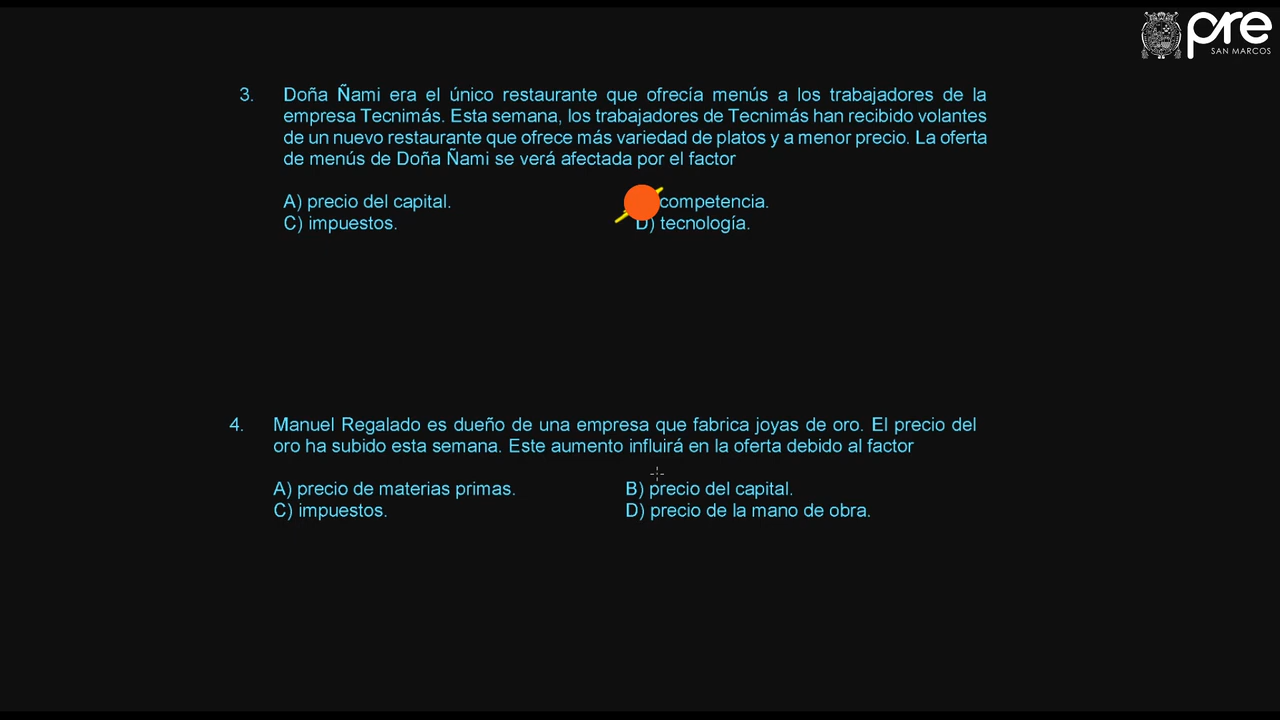 pre
SAN MARCOS
3. Doña Ñami era el único restaurante que ofrecía menús a los trabajadores de la
empresa Tecnimás. Esta semana, los trabajadores de Tecnimás han recibido volantes
de un nuevo restaurante que ofrece más variedad de platos y a menor precio. La oferta
de menús de Doña Ñami se verá afectada por el factor
A) precio del capital. competencia.
C) impuestos. D) tecnología.
4. Manuel Regalado es dueño de una empresa que fabrica joyas de oro. El precio del
oro ha subido esta semana. Este aumento influirá en la oferta debido al factor
A) precio de materias primas. B) precio del capital.
C) impuestos. D) precio de la mano de obra.